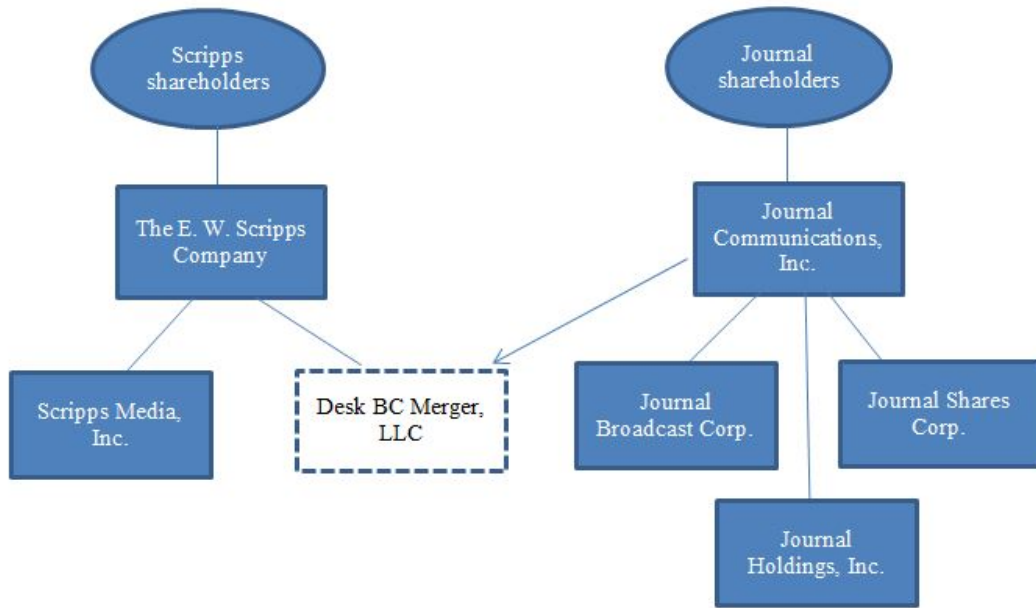 Scripps
shareholders
Journal
shareholders
The E. W. Scripps
Company
Journal
Communications,
Inc.
Scripps Media,
Inc.
Desk BC Merger,
LLC
Journal
Broadcast Corp.
Journal Shares
Corp.
Journal
Holdings, Inc.